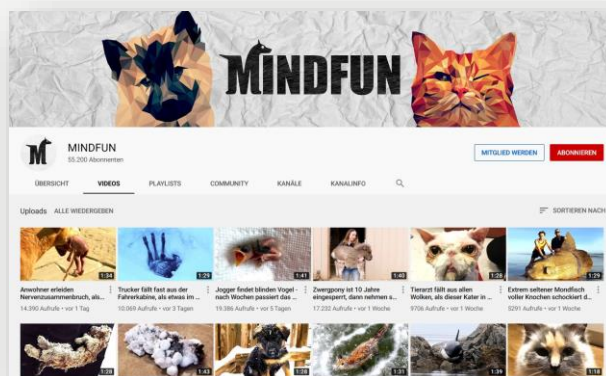 MINDFUN
MINDFUN
55.200 Abonnenten
MITGLIED WERDEN
ABONNIEREN
ÜBERSICHT VIDEOS PLAYLISTS COMMUNITY KANÄLE KANALINFO
Uploads ALLE WIEDERGEBEN
SORTIEREN NACH
1:34
1:29
1:41
1:43
1:28
1:29
Anwohner erleiden
Nervenzusammenbruch, als...
14.390 Aufrufe • vor 1 Tag
Trucker fällt fast aus der
Fahrerkabine, als etwas im ...
10.069 Aufrufe • vor 3 Tagen
Jogger findet blinden Vogel -
nach Wochen passiert das ...
19.386 Aufrufe • vor 5 Tagen
Zwergpony ist 10 Jahre
eingesperrt, dann nehmen s...
17.232 Aufrufe • vor 1 Woche
Tierarzt fällt aus allen
Wolken, als dieser Kater in ...
9706 Aufrufe • vor 1 Woche
Extrem seltener Mondfisch
voller Knochen schockiert d...
3291 Aufrufe • vor 1 Woche
1:28
1:43
1:28
1:31
1:39
1:18